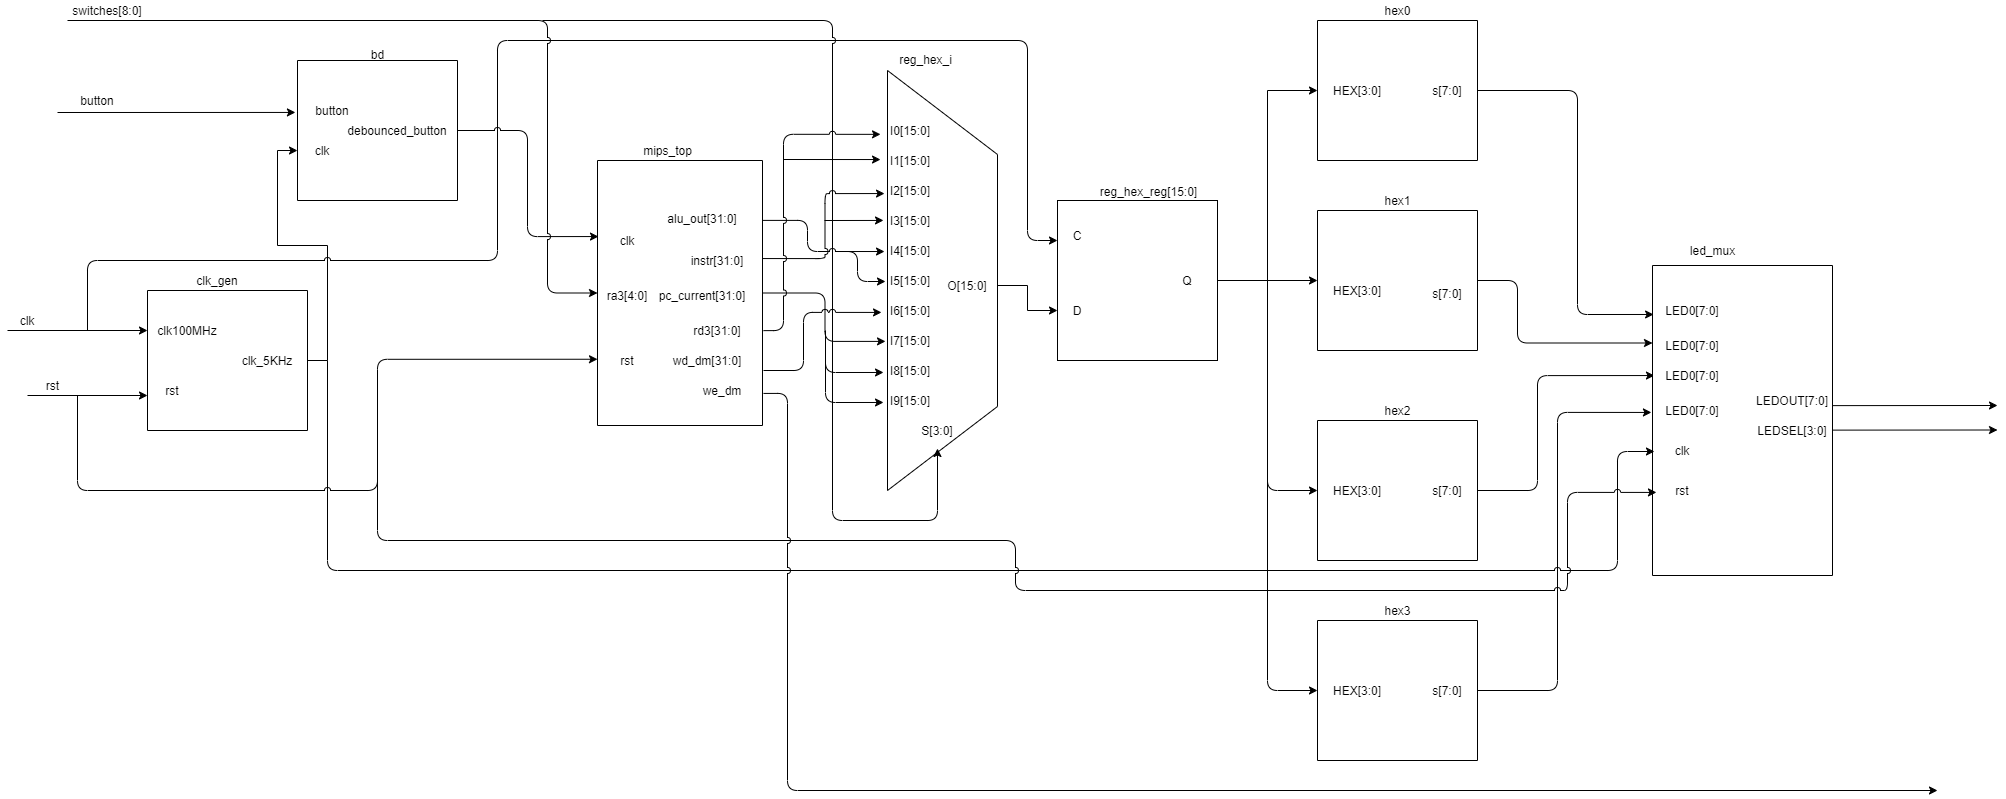 switches[8:0]
bd
button
button
debounced_button
clk
clk_gen
clk
clk100MHz
clk_5KHz
rst
rst
mips_top
alu_out[31:0]
clk
instr[31:0]
ra3[4:0]
pc_current[31:0]
rd3[31:0]
rst
wd_dm[31:0]
we_dm
reg_hex_i
I0[15:0]
I1[15:0]
I2[15:0]
I3[15:0]
I4[15:0]
I5[15:0]
O[15:0]
I6[15:0]
I7[15:0]
I8[15:0]
I9[15:0]
S[3:0]
reg_hex_reg[15:0]
C
Q
D
hex0
HEX[3:0]
s[7:0]
hex1
HEX[3:0]
s[7:0]
hex2
HEX[3:0]
s[7:0]
hex3
HEX[3:0]
s[7:0]
led_mux
LED0[7:0]
LED0[7:0]
LED0[7:0]
LED0[7:0]
LEDOUT[7:0]
LEDSEL[3:0]
clk
rst